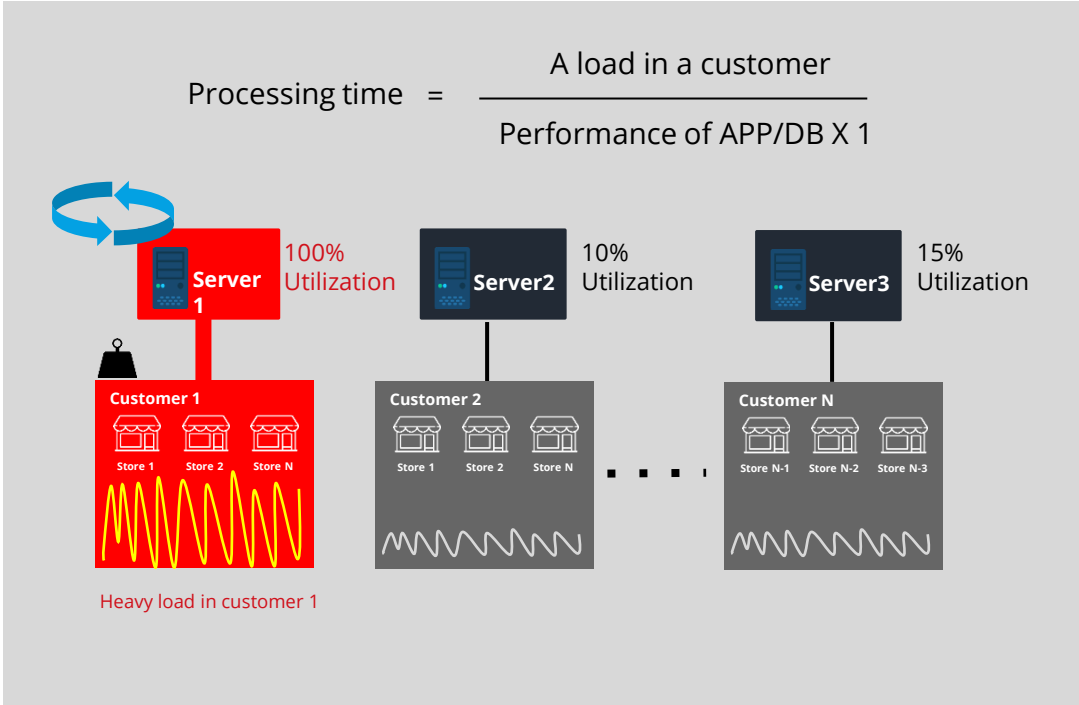 A load in a customer
Processing time =
Performance of APP/DB X 1
100%
Utilization
Server
1
10%
Utilization
Server2
15%
Utilization
Server3
Customer 1
Store 1 Store 2 Store N
Customer 2
Store 1 Store 2 Store N
Customer N
Store N-1 Store N-2 Store N-3
Heavy load in customer 1